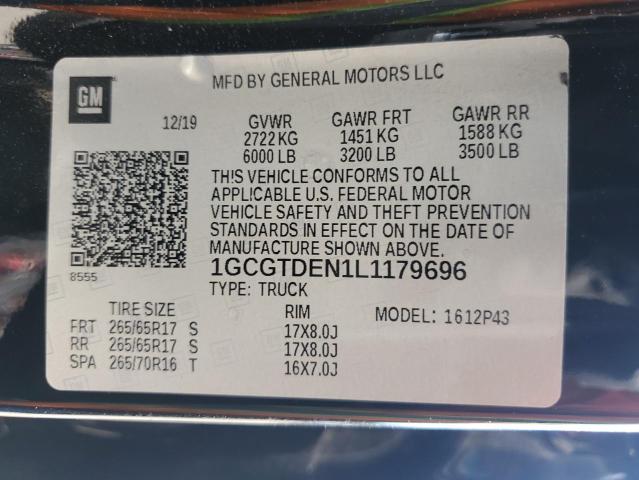 GM
MFD BY GENERAL MOTORS LLC
12/19 GVWR GAWR FRT GAWR RR
2722 KG 1451 KG 1588 KG
6000 LB 3200 LB 3500 LB
THIS VEHICLE CONFORMS TO ALL
APPLICABLE U.S. FEDERAL MOTOR
VEHICLE SAFETY AND THEFT PREVENTION
STANDARDS IN EFFECT ON THE DATE OF
MANUFACTURE SHOWN ABOVE.
8555
1GCGTDEN1L1179696
TYPE: TRUCK
TIRE SIZE RIM MODEL: 1612P43
FRT 265/65R17 S 17X8.0J
RR 265/65R17 S 17X8.0J
SPA 265/70R16 T 16X7.0J